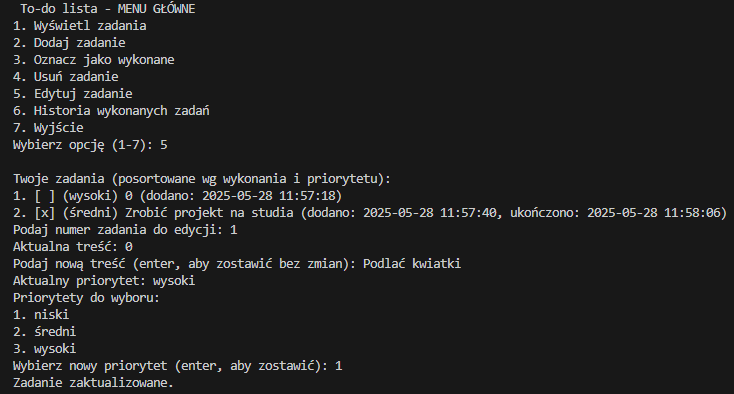 To-do lista - MENU GŁÓWNE
1. Wyświetl zadania
2. Dodaj zadanie
3. Oznacz jako wykonane
4. Usuń zadanie
5. Edytuj zadanie
6. Historia wykonanych zadań
7. Wyjście
Wybierz opcję (1-7): 5
Twoje zadania (posortowane wg wykonania i priorytetu):
1. [ ] (wysoki) 0 (dodano: 2025-05-28 11:57:18)
2. [x] (średni) Zrobić projekt na studia (dodano: 2025-05-28 11:57:40, ukończono: 2025-05-28 11:58:06)
Podaj numer zadania do edycji: 1
Aktualna treść: 0
Podaj nową treść (enter, aby zostawić bez zmian): Podlać kwiatki
Aktualny priorytet: wysoki
Priorytety do wyboru:
1. niski
2. średni
3. wysoki
Wybierz nowy priorytet (enter, aby zostawić): 1
Zadanie zaktualizowane.